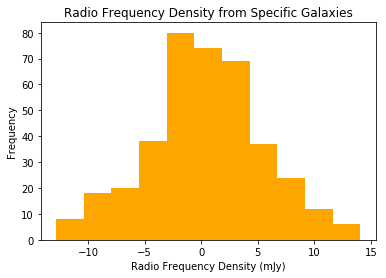 Radio Frequency Density from Specific Galaxies
80
70
60
50
40
30
20
10
0
Frequency
−10 −5 0 5 10 15
Radio Frequency Density (mJy)